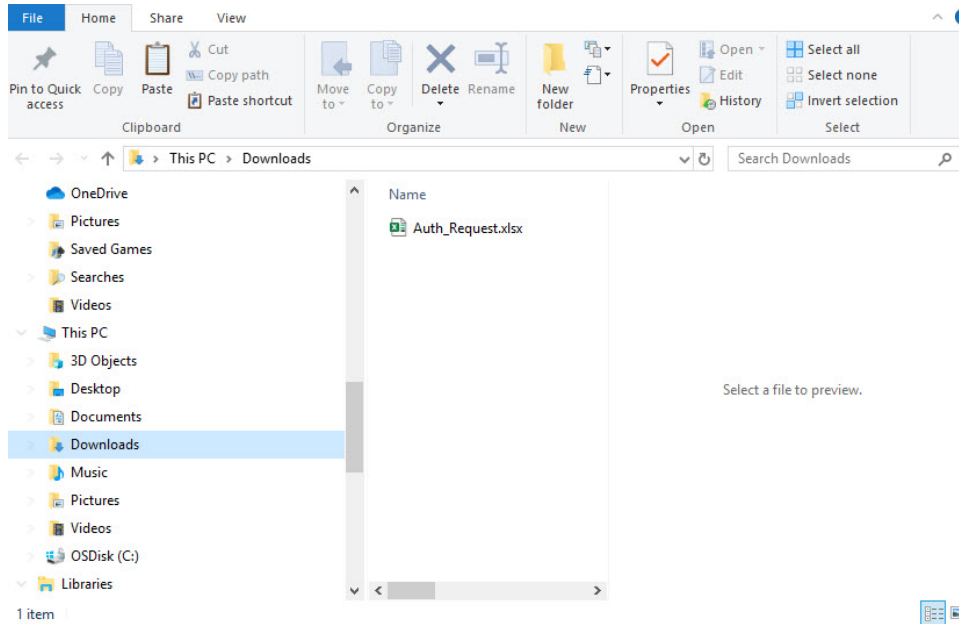 File Home Share View
Pin to Quick access
Copy
Paste
Cut
Copy path
Paste shortcut
Clipboard
Move to
Copy to
Delete
Rename
Organize
New folder
New
Properties
Open
Edit
History
Open
Select all
Select none
Invert selection
Select
This PC > Downloads
Search Downloads
OneDrive
Pictures
Saved Games
Searches
Videos
This PC
3D Objects
Desktop
Documents
Downloads
Music
Pictures
Videos
OSDisk (C:)
Libraries
Name
Auth_Request.xlsx
Select a file to preview.
1 item